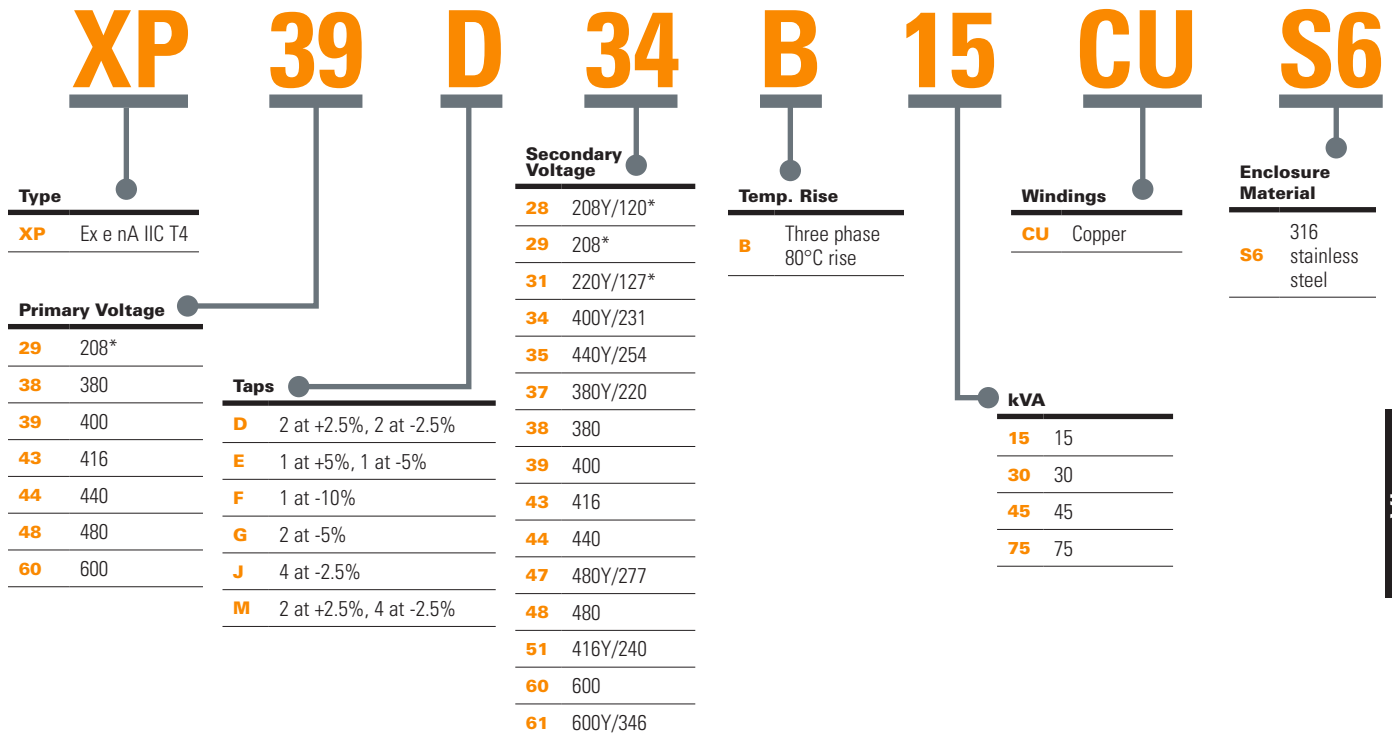 XP 39 D 34 B 15 CU S6
Type
XP Ex e nA IIC T4
Primary Voltage
29 208*
38 380
39 400
43 416
44 440
48 480
60 600
Taps
D 2 at +2.5%, 2 at -2.5%
E 1 at +5%, 1 at -5%
F 1 at -10%
G 2 at -5%
J 4 at -2.5%
M 2 at +2.5%, 4 at -2.5%
Secondary
Voltage
28 208Y/120*
29 208*
31 220Y/127*
34 400Y/231
35 440Y/254
37 380Y/220
38 380
39 400
43 416
44 440
47 480Y/277
48 480
51 416Y/240
60 600
61 600Y/346
Temp. Rise
B Three phase
80°C rise
kVA
15 15
30 30
45 45
75 75
Windings
CU Copper
Enclosure
Material
S6 316
stainless
steel